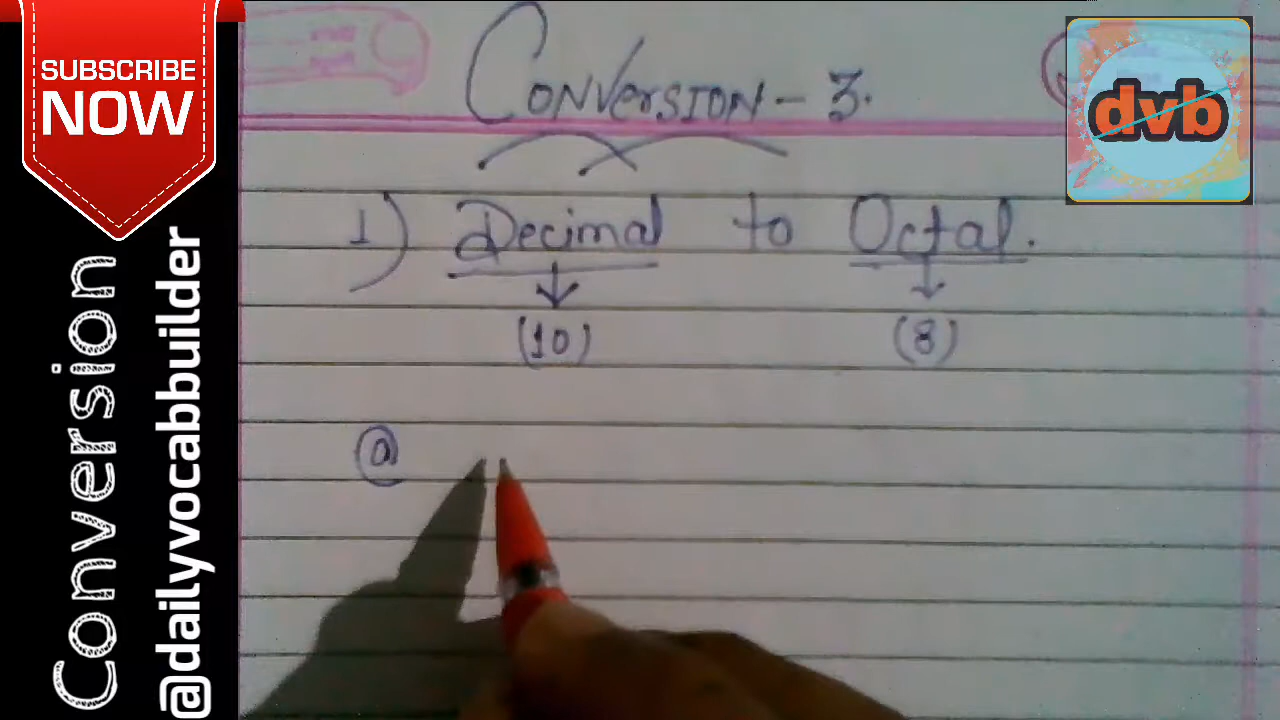 SUBSCRIBE
NOW
Conversion
@dailyvocabbuilder
dvb
Conversion - 3.
1) Decimal to Octal.
(10) (8)
a